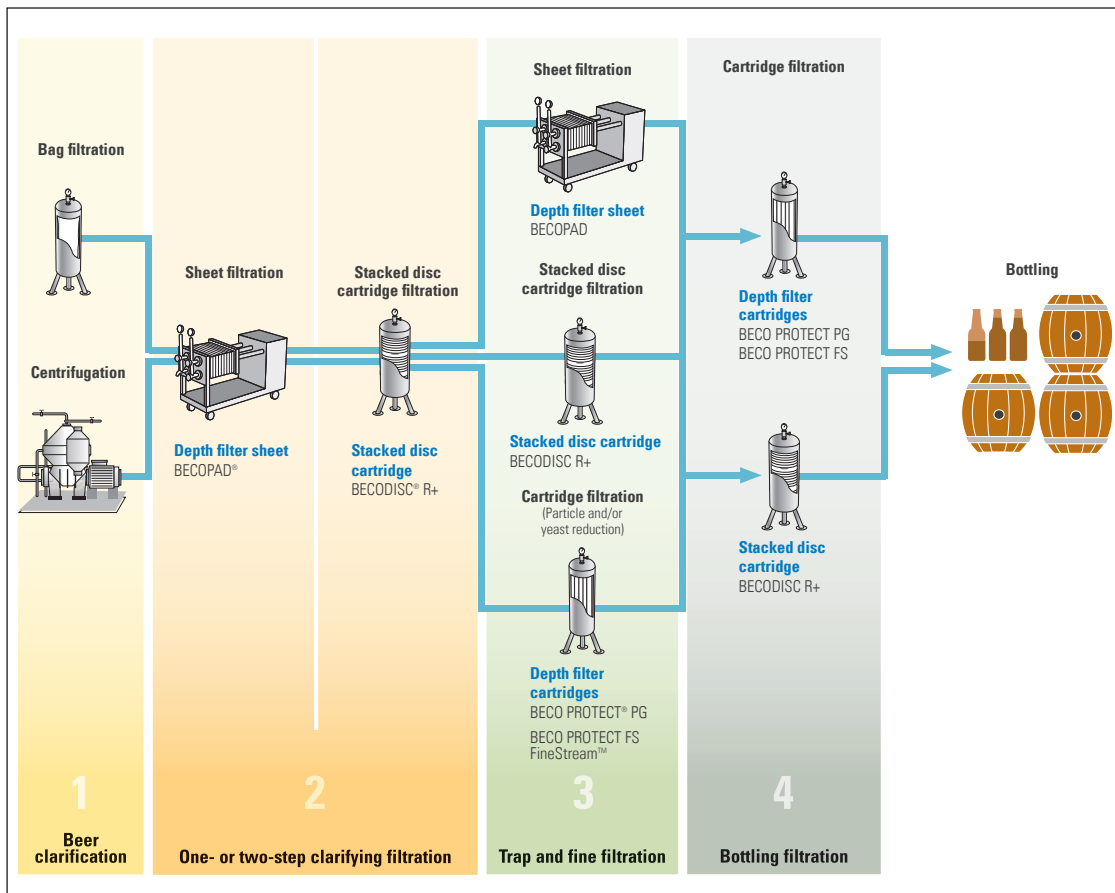 Bag filtration
Centrifugation
1
Beer
clarification
Sheet filtration
Depth filter sheet
BECOPAD®
Stacked disc
cartridge filtration
Stacked disc
cartridge
BECODISC® R+
2
One- or two-step clarifying filtration
Sheet filtration
Depth filter sheet
BECOPAD
Stacked disc
cartridge filtration
Stacked disc cartridge
BECODISC R+
Cartridge filtration
(Particle and/or
yeast reduction)
Depth filter
cartridges
BECO PROTECT® PG
BECO PROTECT FS
FineStream™
3
Trap and fine filtration
Cartridge filtration
Depth filter
cartridges
BECO PROTECT PG
BECO PROTECT FS
Stacked disc
cartridge
BECODISC R+
4
Bottling filtration
Bottling